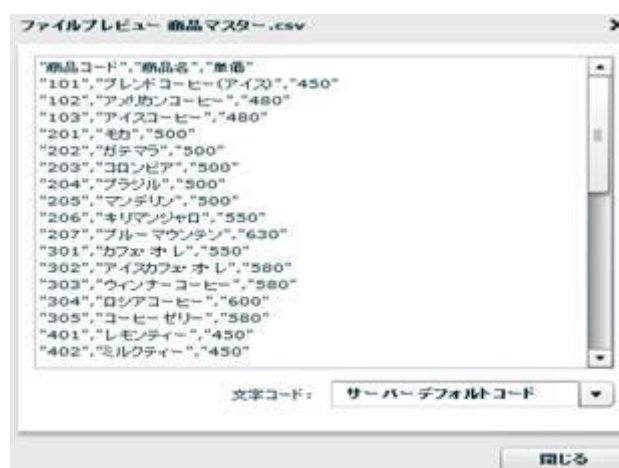 ファイルプレビュー 商品マスター.csv
"商品コード","商品名","単価"
"101","ブレンドコーヒー(アイス)","450"
"102","アメリカンコーヒー","480"
"103","アイスコーヒー","480"
"201","モカ","500"
"202","ガテマラ","500"
"203","コロンビア","500"
"204","ブラジル","500"
"205","マンデリン","500"
"206","キリマンジャロ","550"
"207","ブルーマウンテン","630"
"301","カフェ・オ・レ","550"
"302","アイスカフェ・オ・レ","580"
"303","ウィンナーコーヒー","580"
"304","ロシアコーヒー","600"
"305","コーヒーゼリー","580"
"401","レモンティー","450"
"402","ミルクティー","450"
文字コード: サーバーデフォルトコード
閉じる